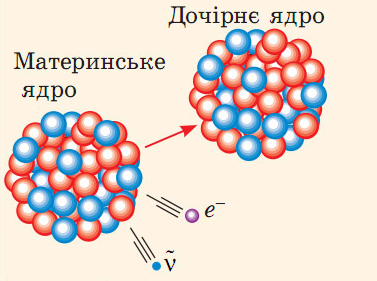 Дочірнє ядро
Материнське
ядро
e⁻
ν̃